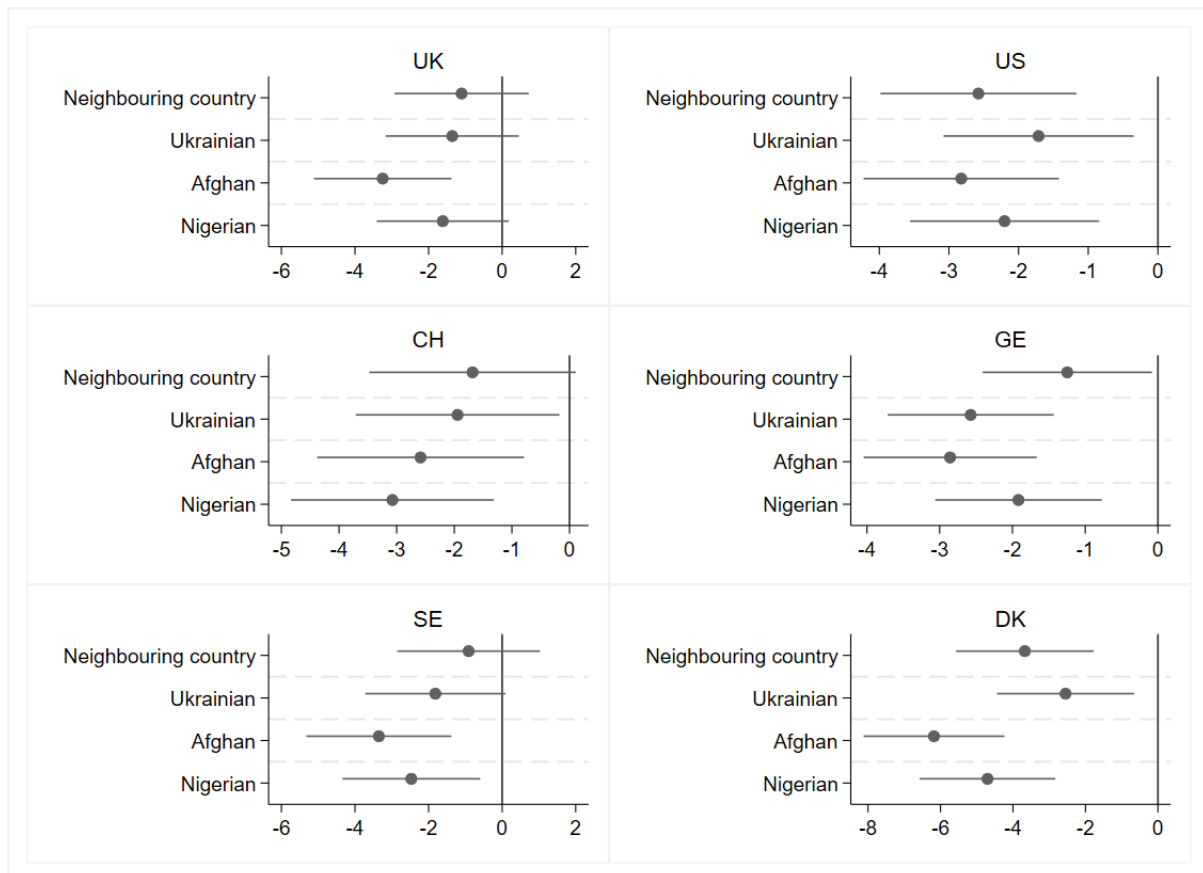 UK
Neighbouring country
Ukrainian
Afghan
Nigerian
-6 -4 -2 0 2
US
Neighbouring country
Ukrainian
Afghan
Nigerian
-4 -3 -2 -1 0
CH
Neighbouring country
Ukrainian
Afghan
Nigerian
-5 -4 -3 -2 -1 0
GE
Neighbouring country
Ukrainian
Afghan
Nigerian
-4 -3 -2 -1 0
SE
Neighbouring country
Ukrainian
Afghan
Nigerian
-6 -4 -2 0 2
DK
Neighbouring country
Ukrainian
Afghan
Nigerian
-8 -6 -4 -2 0